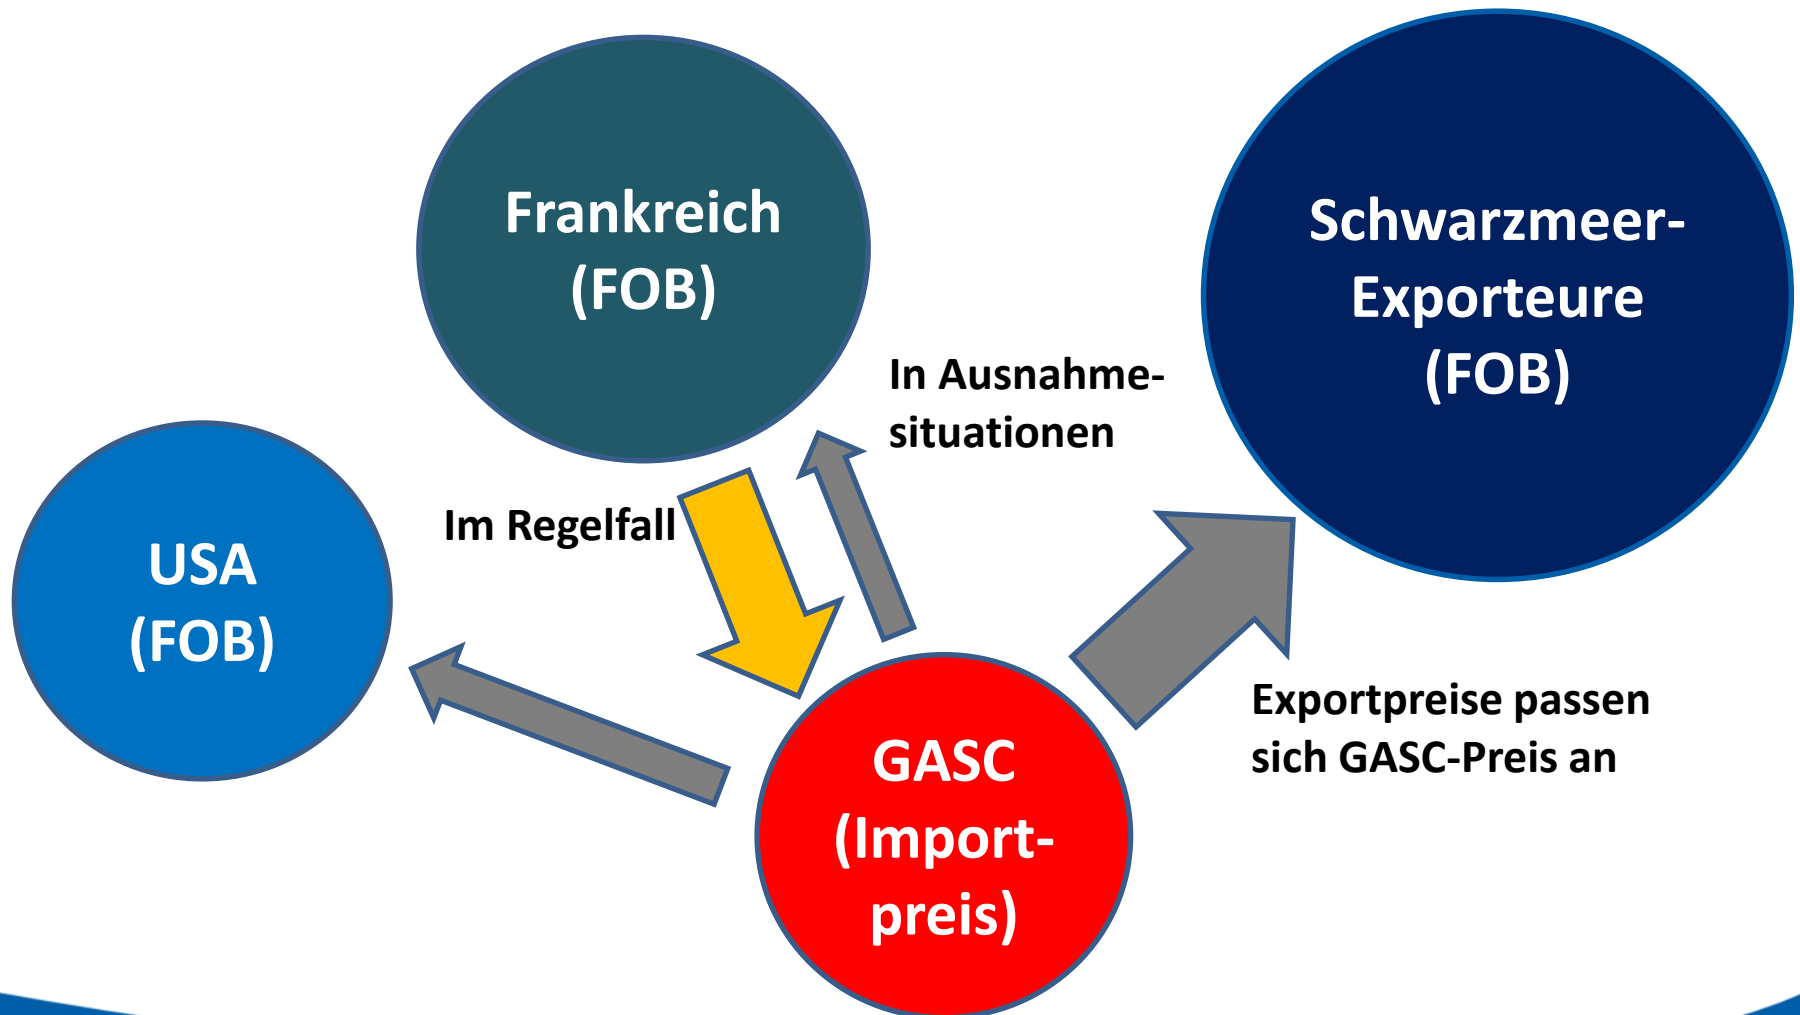 Frankreich
(FOB)
Schwarzmeer-
Exporteure
(FOB)
In Ausnahme-
situationen
Im Regelfall
USA
(FOB)
Exportpreise passen
sich GASC-Preis an
GASC
(Import-
preis)